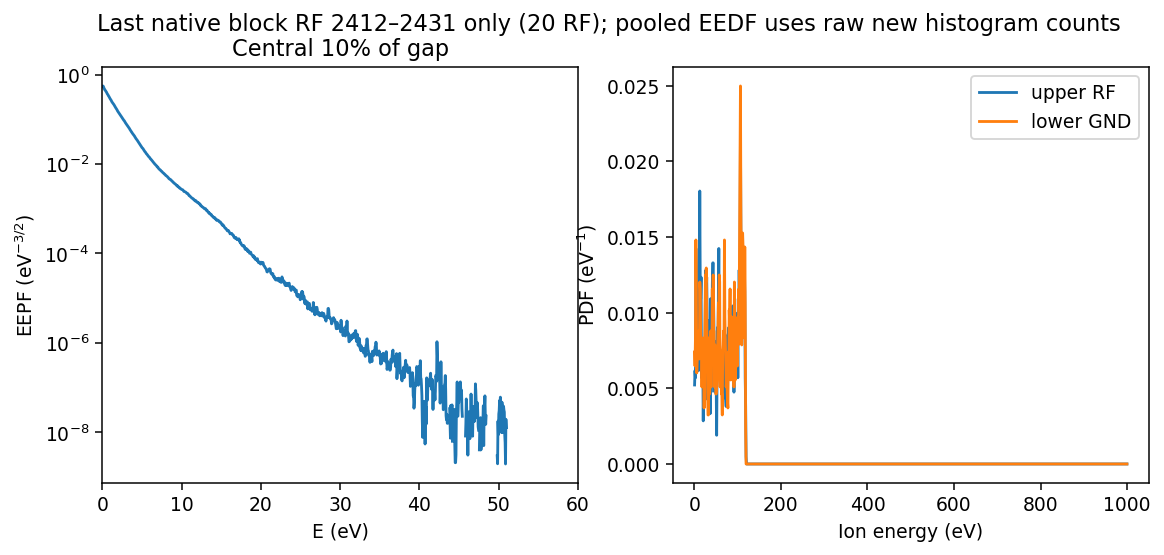 Last native block RF 2412–2431 only (20 RF); pooled EEDF uses raw new histogram counts
Central 10% of gap
EEPF (eV^{-3/2})
10^0
10^{-2}
10^{-4}
10^{-6}
10^{-8}
0 10 20 30 40 50 60
E (eV)
PDF (eV^{-1})
0.025
0.020
0.015
0.010
0.005
0.000
upper RF
lower GND
0 200 400 600 800 1000
Ion energy (eV)